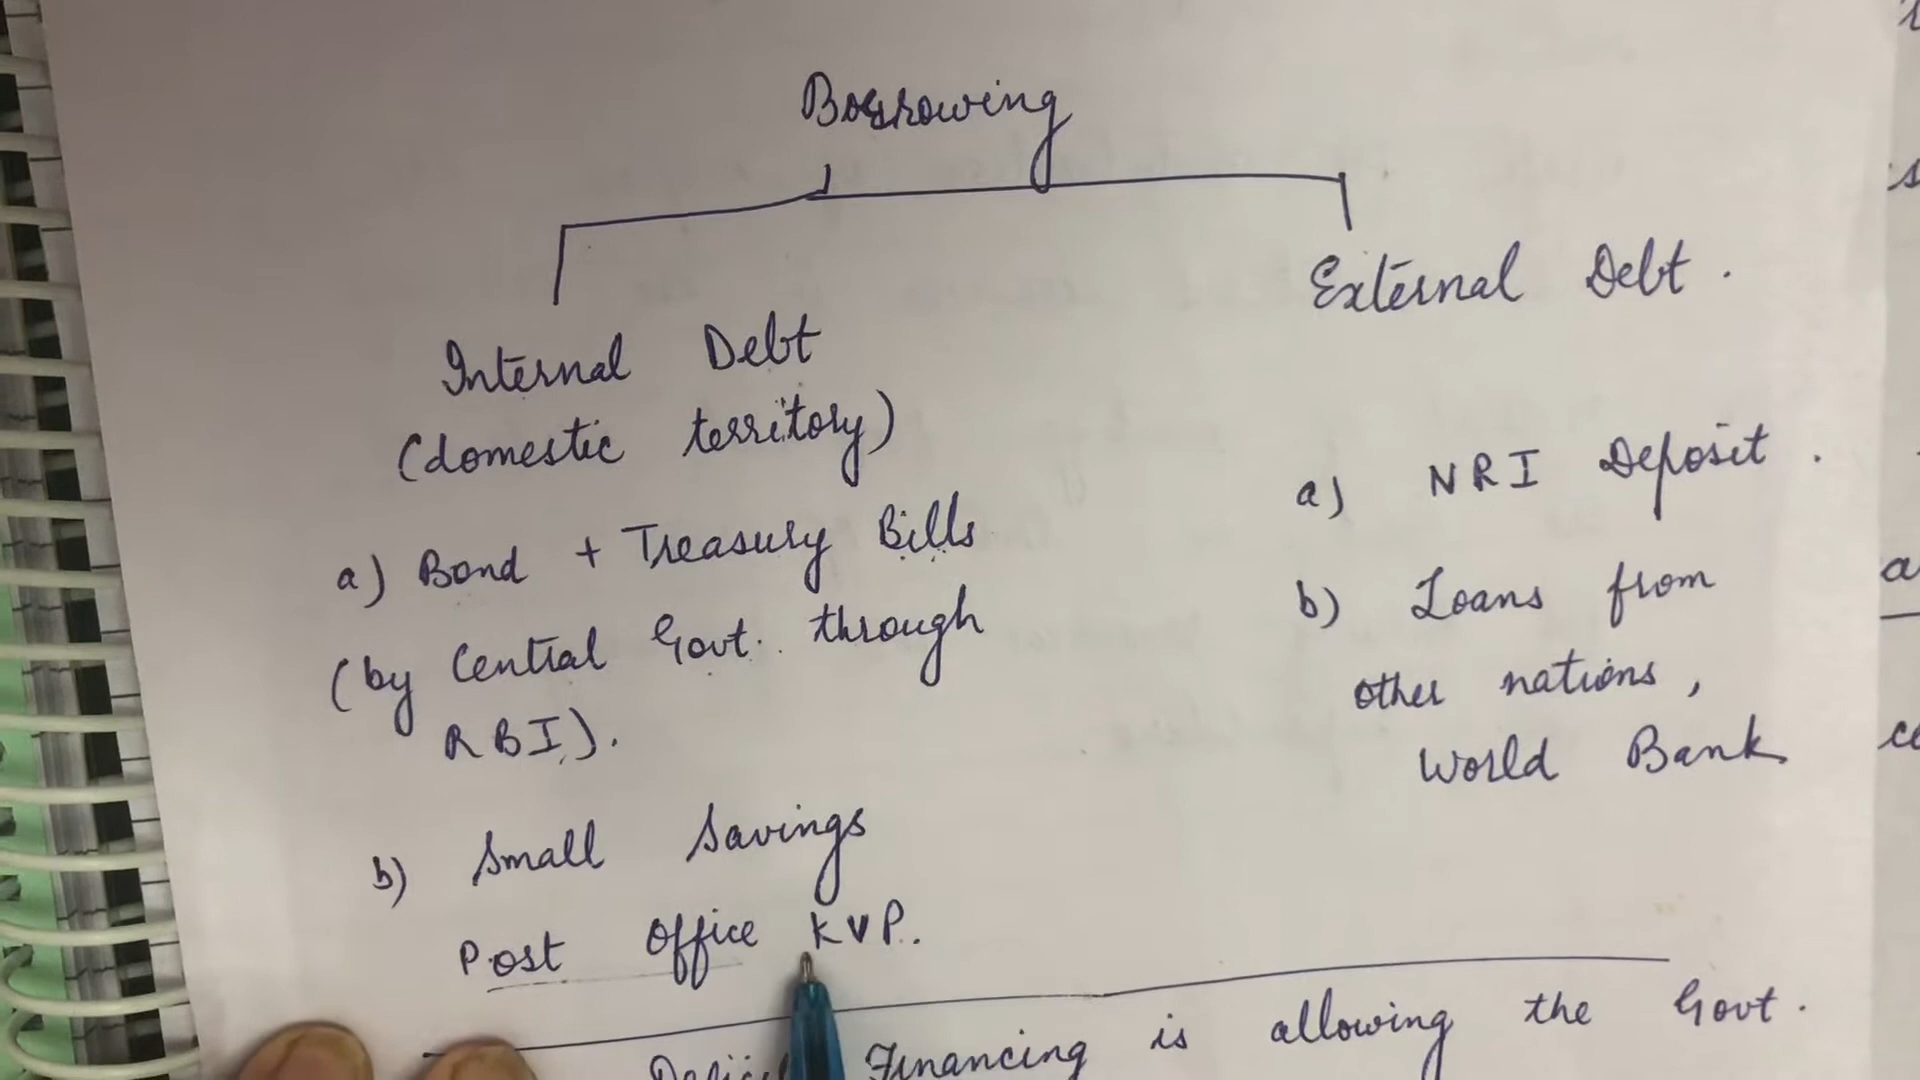 Borrowing
Internal Debt
(domestic territory)
a) Bond + Treasury Bills
(by Central Govt. through
RBI).
b) Small Savings
Post Office KVP.
External Debt.
a) NRI Deposit.
b) Loans from
other nations,
World Bank
Financing is allowing the Govt.